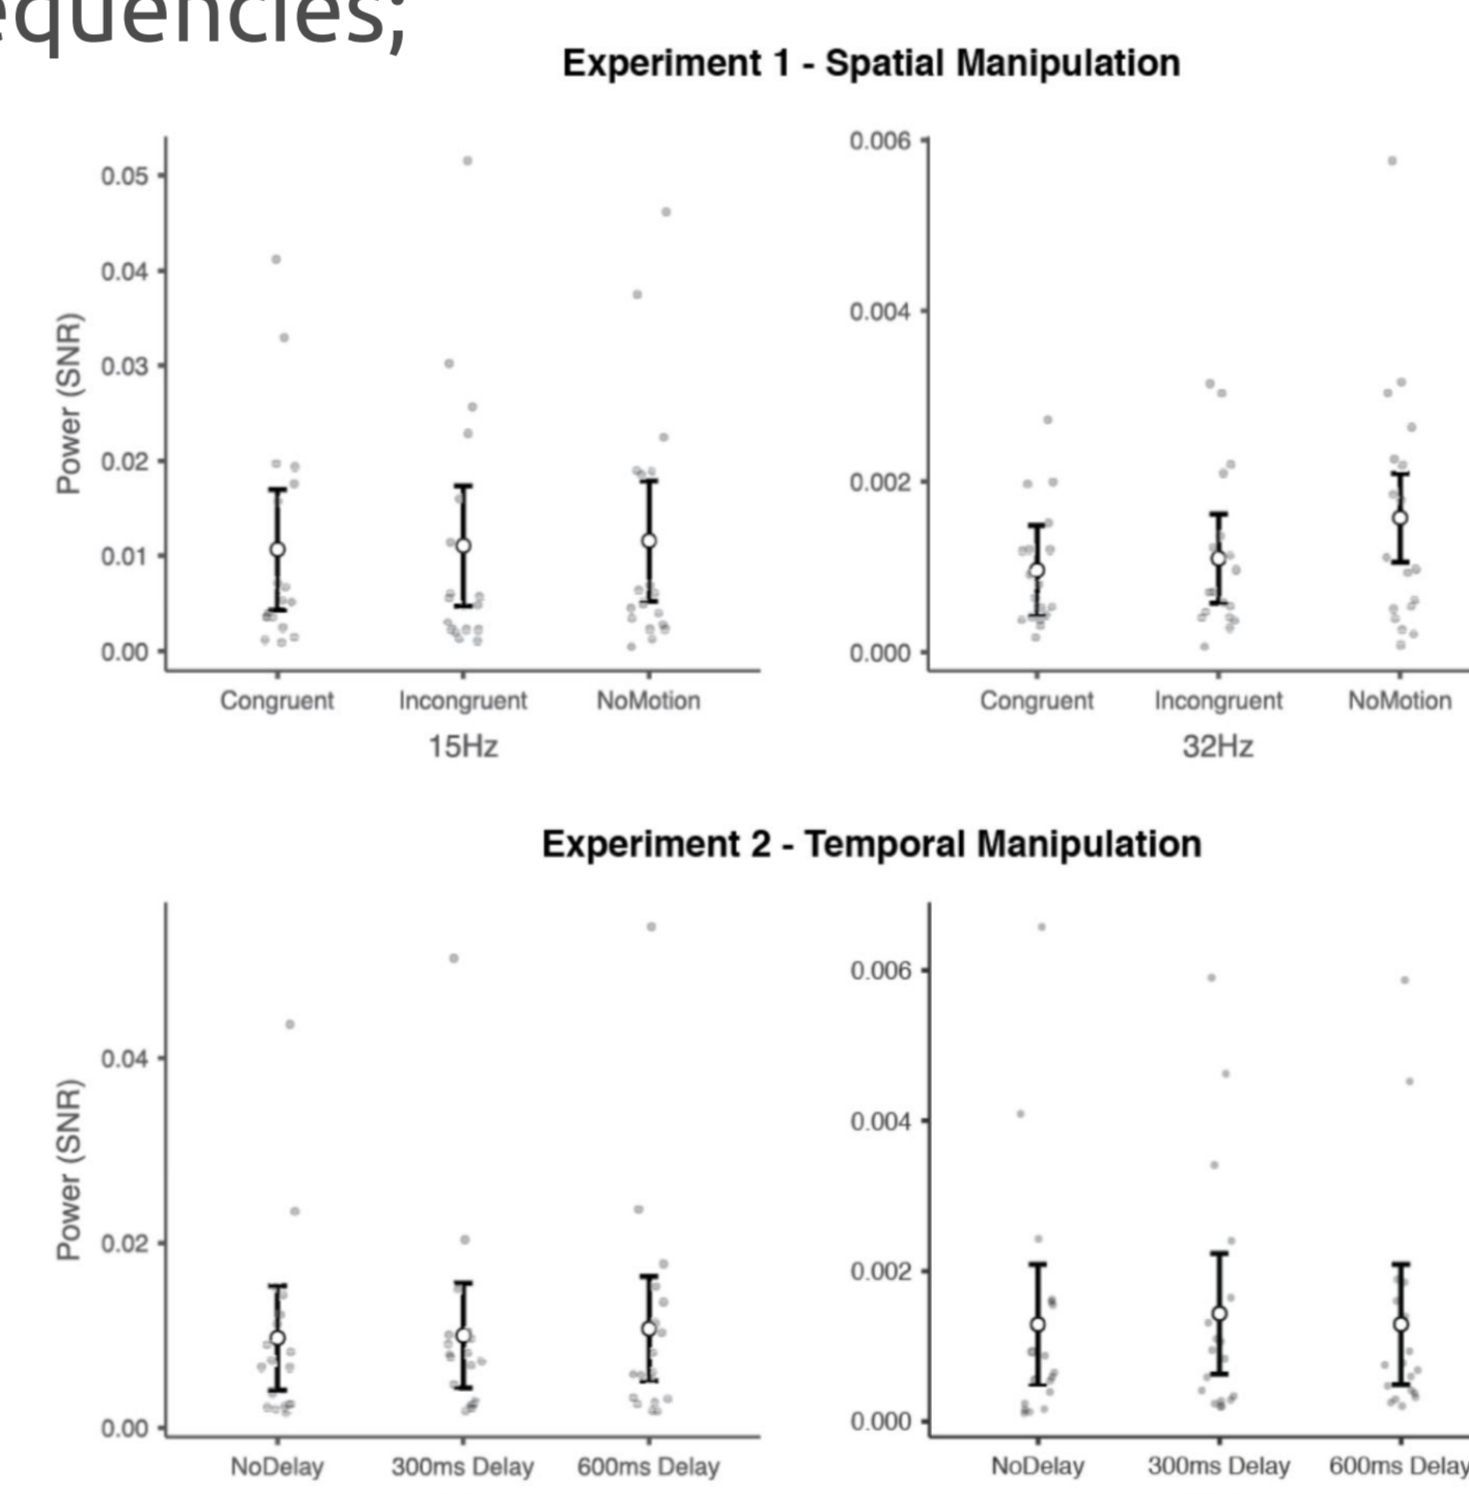 equencies;
Experiment 1 - Spatial Manipulation
Power (SNR)
0.05
0.04
0.03
0.02
0.01
0.00
Congruent Incongruent NoMotion
15Hz
0.006
0.004
0.002
0.000
Congruent Incongruent NoMotion
32Hz
Experiment 2 - Temporal Manipulation
Power (SNR)
0.04
0.02
0.00
NoDelay 300ms Delay 600ms Delay
0.006
0.004
0.002
0.000
NoDelay 300ms Delay 600ms Delay